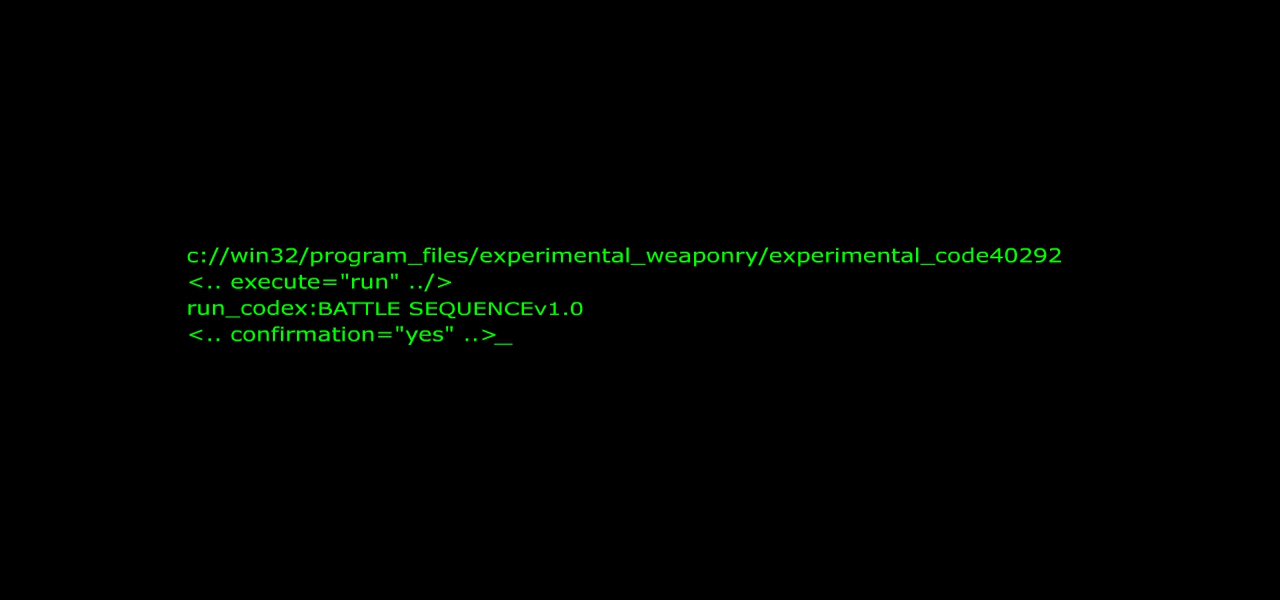 c://win32/program_files/experimental_weaponry/experimental_code40292
<.. execute="run" ../>
run_codex:BATTLE SEQUENCEv1.0
<.. confirmation="yes" ..>_